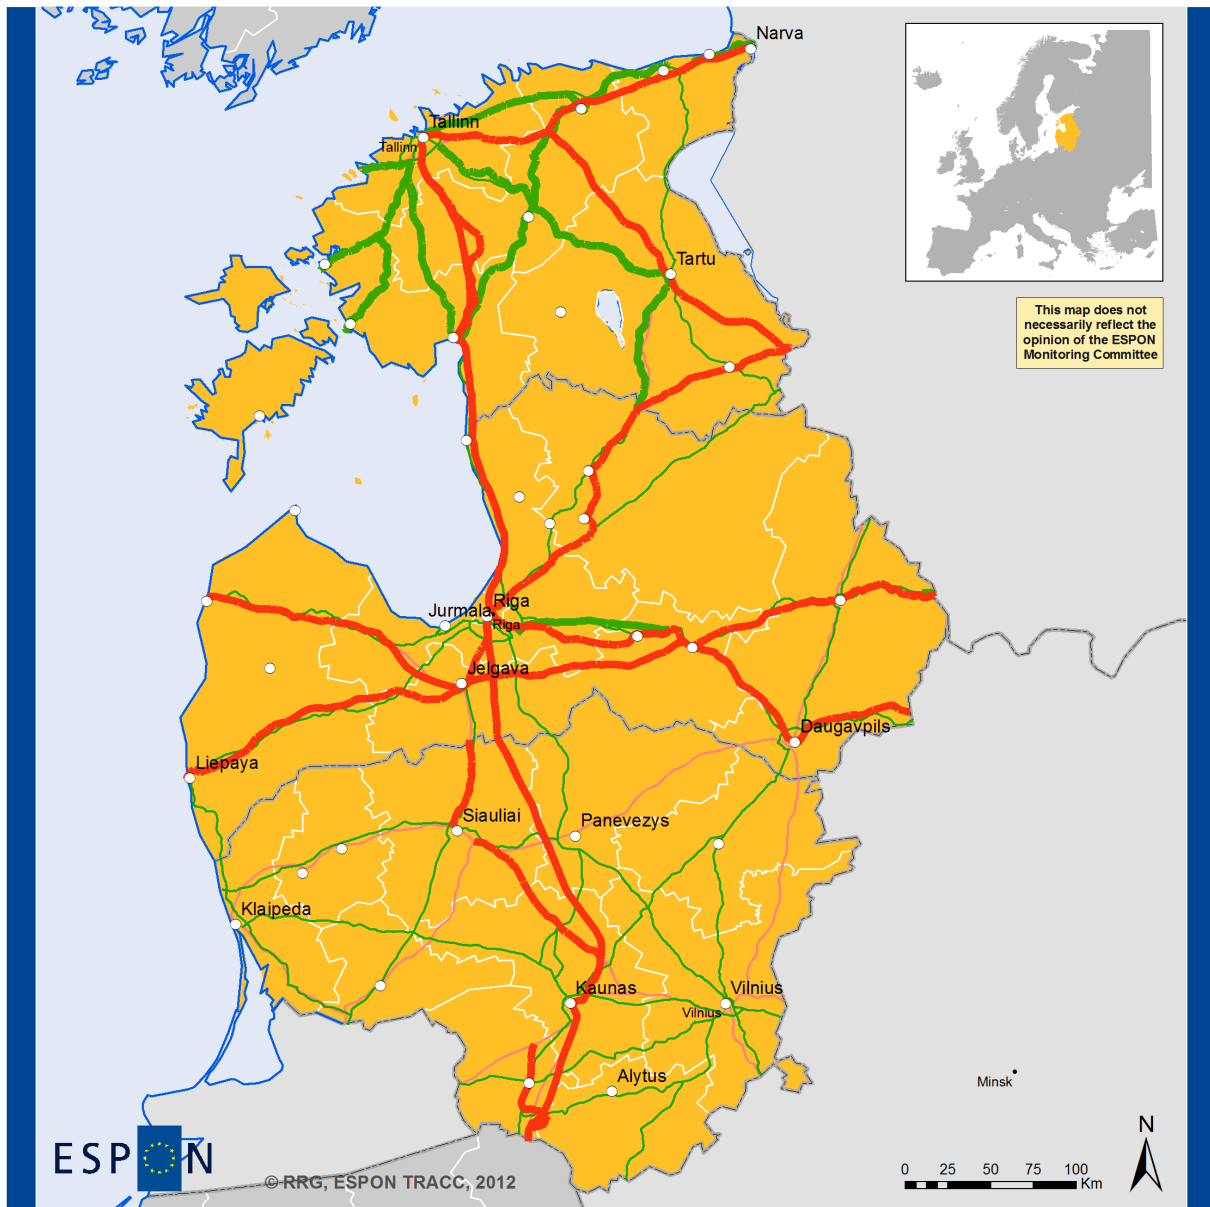 Narva
Tallinn
Tallinn
Tartu
This map does not
necessarily reflect the
opinion of the ESPON
Monitoring Committee
Riga
Jurmala
Riga
Jelgava
Daugavpils
Liepaya
Siauliai
Panevezys
Klaipeda
Kaunas
Vilnius
Vilnius
Alytus
Minsk
ESPON
© RRG, ESPON TRACC, 2012
N
0 25 50 75 100
Km